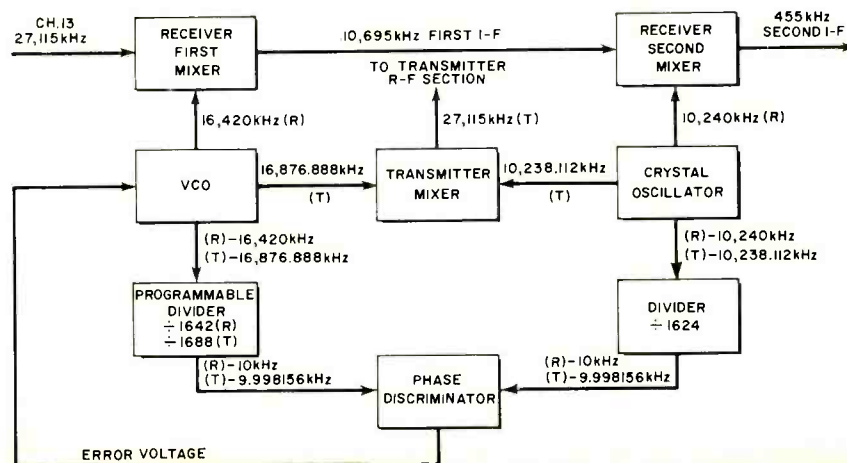 CH.13
27,115kHz
RECEIVER
FIRST
MIXER
10,695kHz FIRST I-F
RECEIVER
SECOND
MIXER
455kHz
SECOND I-F
TO TRANSMITTER
R-F SECTION
16,420kHz (R)
27,115kHz (T)
10,240kHz (R)
VCO
16,876.888kHz
(T)
TRANSMITTER
MIXER
10,238.112kHz
(T)
CRYSTAL
OSCILLATOR
(R)-16,420kHz
(T)-16,876.888kHz
(R)-10,240kHz
(T)-10,238.112kHz
PROGRAMMABLE
DIVIDER
÷1642(R)
÷1688(T)
DIVIDER
÷1624
(R)-10kHz
(T)-9.998156kHz
PHASE
DISCRIMINATOR
(R)-10kHz
(T)-9.998156kHz
ERROR VOLTAGE